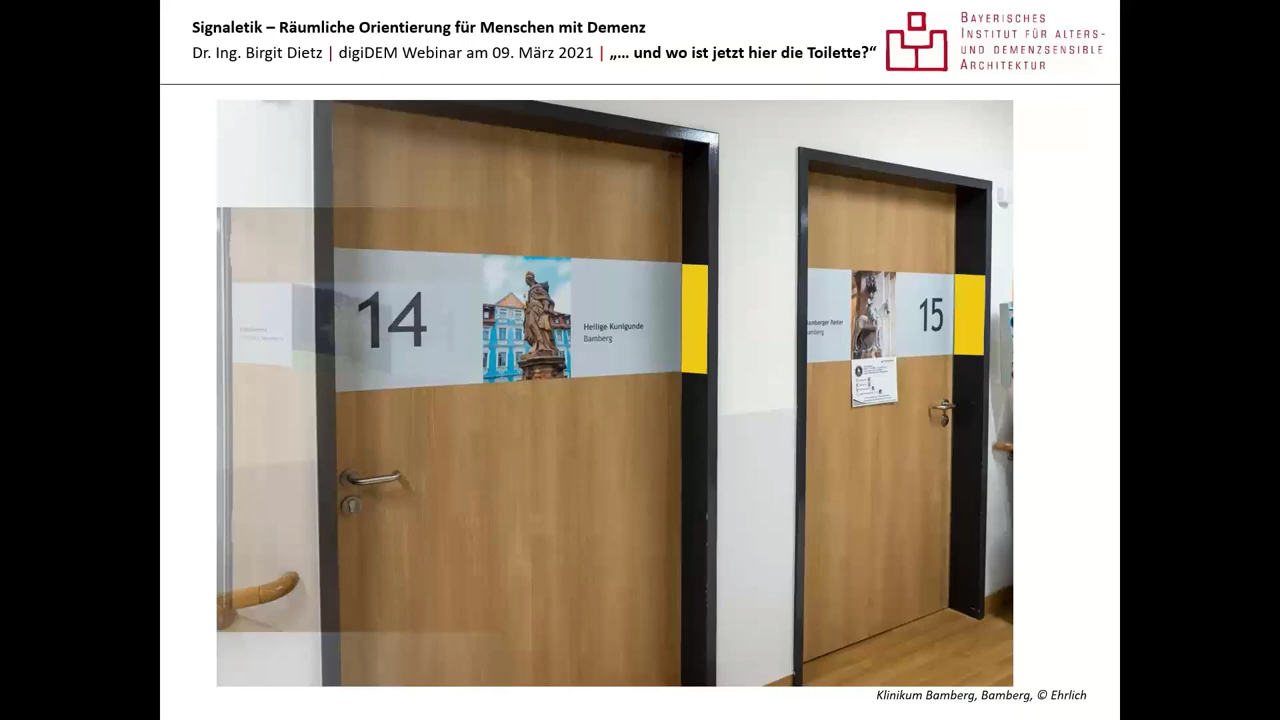 Signaletik – Räumliche Orientierung für Menschen mit Demenz
Dr. Ing. Birgit Dietz | digiDEM Webinar am 09. März 2021 | „… und wo ist jetzt hier die Toilette?“
BAYERISCHES
INSTITUT FÜR ALTERS-
UND DEMENZSENSIBLE
ARCHITEKTUR
14
Heilige Kunigunde
Bamberg
Bamberger Reiter
Bamberg
15
Klinikum Bamberg, Bamberg, © Ehrlich